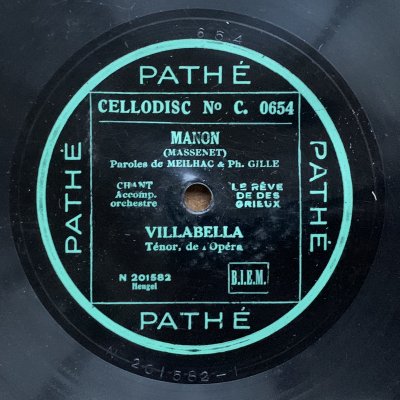 654
PATHÉ
CELLODISC Nº C. 0654
MANON
(MASSENET)
Paroles de MEILHAC & Ph. GILLE
CHANT
Accomp.
orchestre
LE RÊVE
DE DES
GRIEUX
VILLABELLA
Ténor, de l'Opéra
N 201582
Heugel
B.I.E.M.
PATHÉ
PATHÉ
PATHÉ
N 201582-1